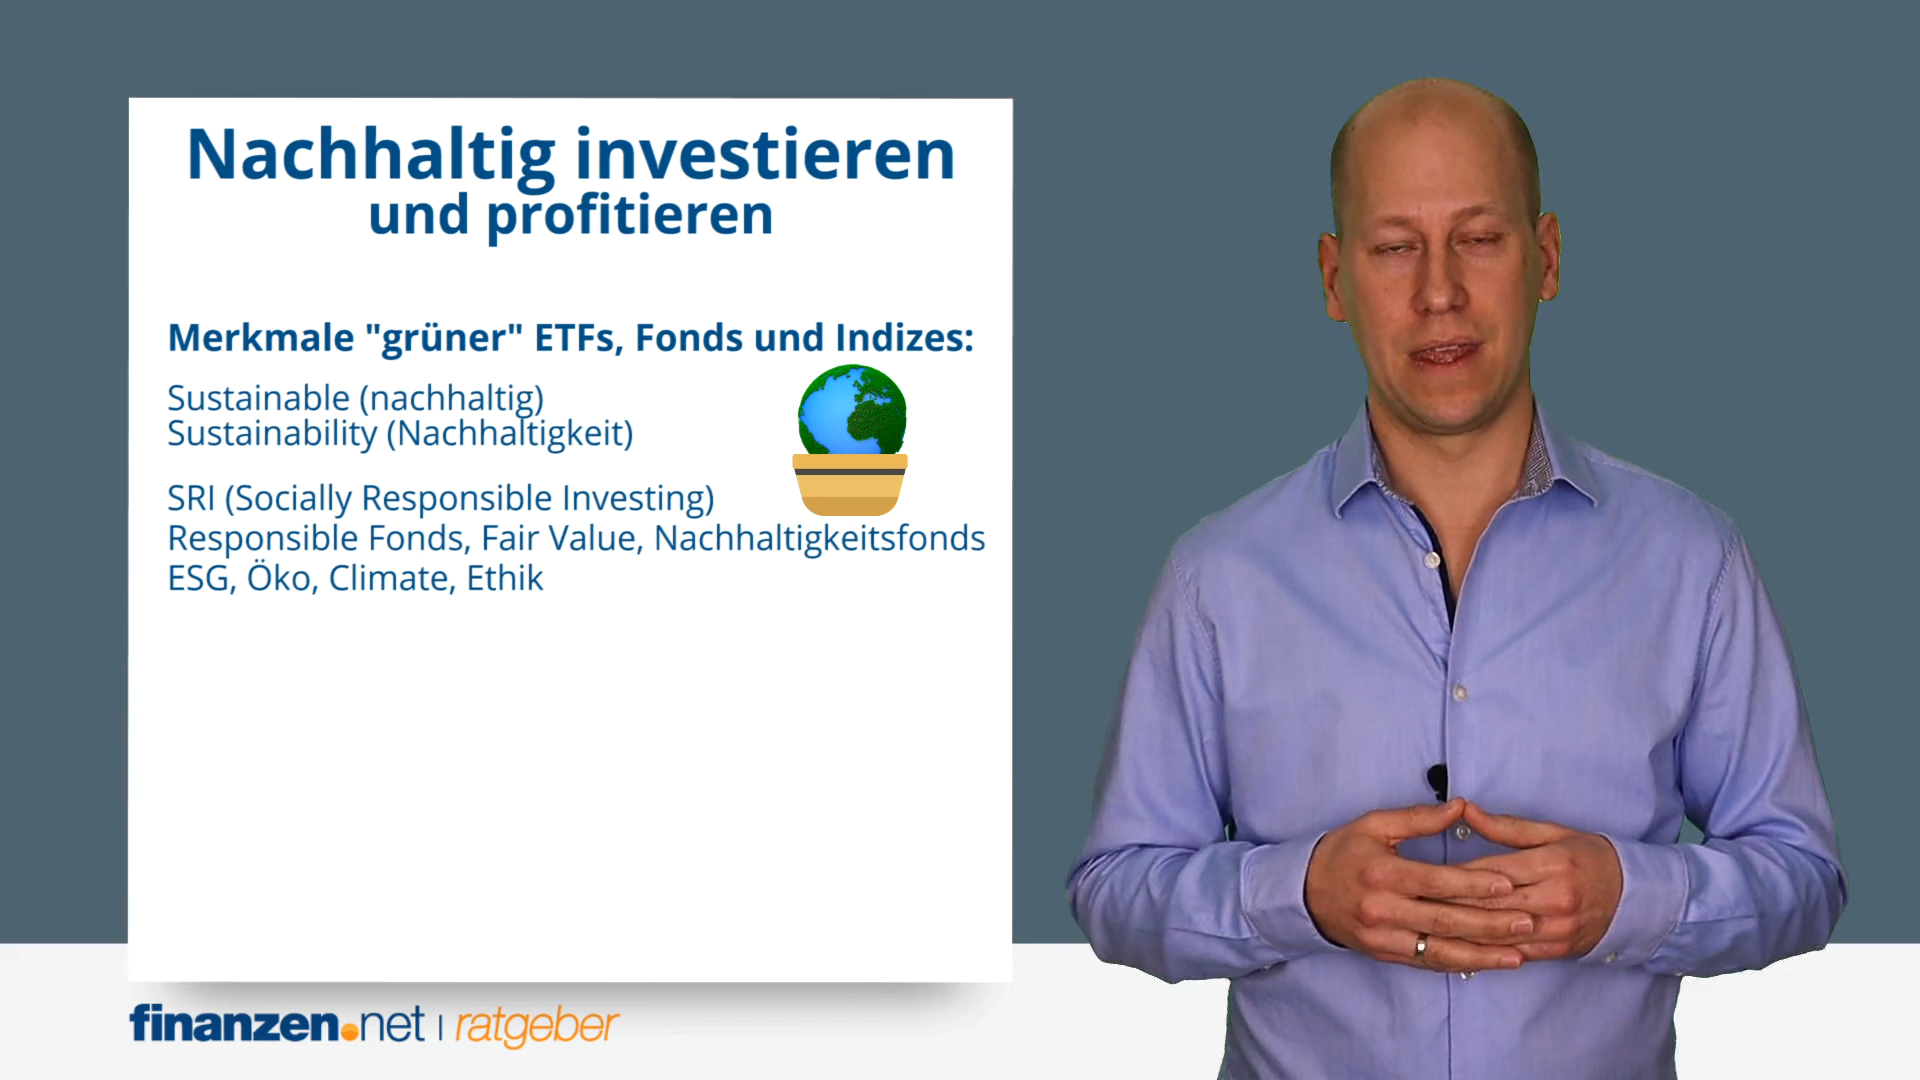 Nachhaltig investieren
und profitieren
Merkmale "grüner" ETFs, Fonds und Indizes:
Sustainable (nachhaltig)
Sustainability (Nachhaltigkeit)
SRI (Socially Responsible Investing)
Responsible Fonds, Fair Value, Nachhaltigkeitsfonds
ESG, Öko, Climate, Ethik
finanzen.net | ratgeber